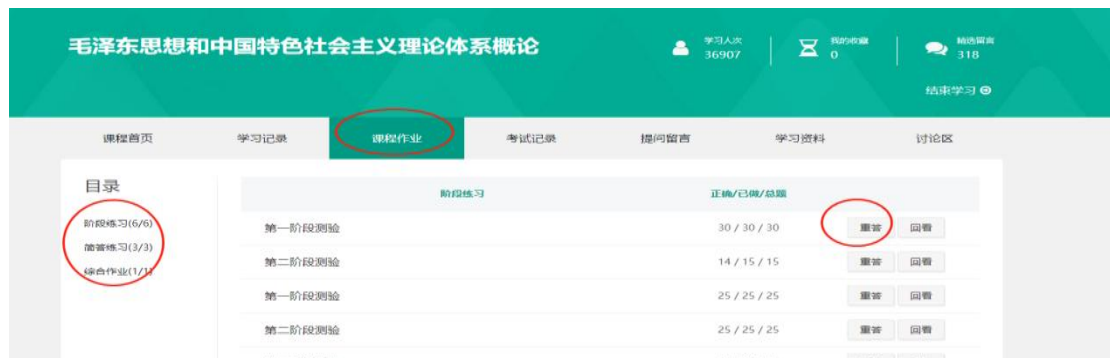 毛泽东思想和中国特色社会主义理论体系概论
学习人次
36907
我的收藏
0
精选留言
318
结束学习
课程首页 学习记录 课程作业 考试记录 提问留言 学习资料 讨论区
目录
阶段练习(6/6)
简答练习(3/3)
综合作业(1/1)
阶段练习 正确/已做/总题
第一阶段测验 30 / 30 / 30 重答 回看
第二阶段测验 14 / 15 / 15 重答 回看
第一阶段测验 25 / 25 / 25 重答 回看
第二阶段测验 25 / 25 / 25 重答 回看